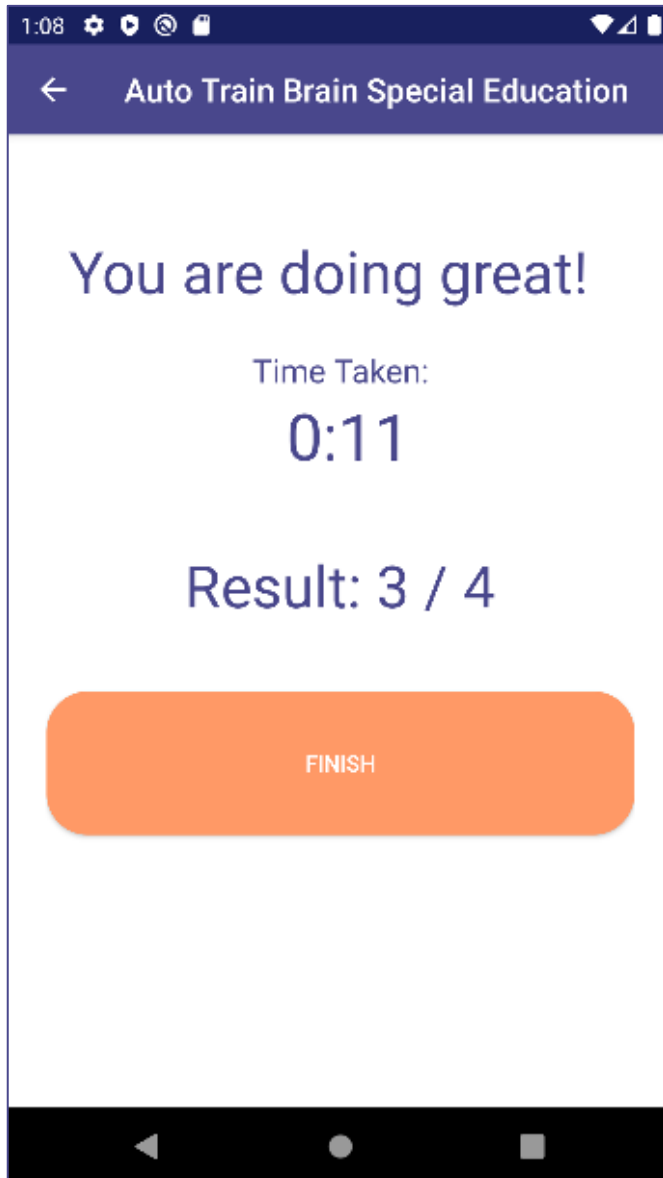 1:08
Auto Train Brain Special Education
You are doing great!
Time Taken:
0:11
Result: 3 / 4
FINISH